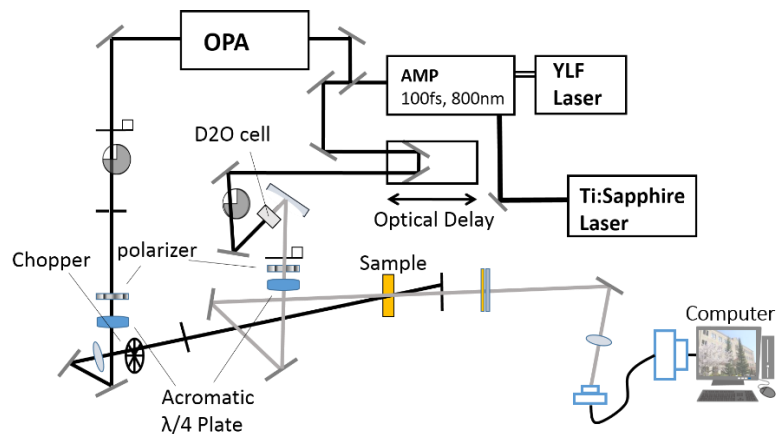 OPA
AMP
100fs, 800nm
YLF
Laser
D2O cell
Ti:Sapphire
Laser
Optical Delay
polarizer
Chopper
Sample
Computer
Acromatic
λ/4 Plate